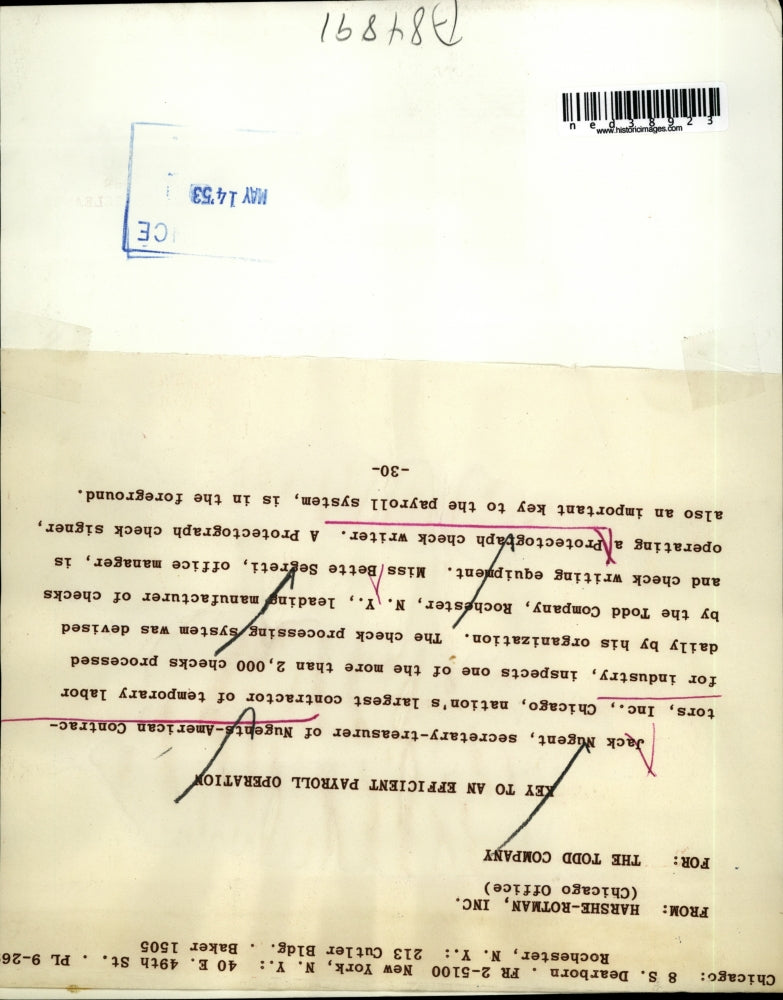 Chicago: 8 S. Dearborn . FR 2-5100 New York, N. Y.: 40 E. 49th St. . PL 9-26
Rochester, N. Y.: 213 Cutler Bldg. . Baker 1505
FROM: HARSHE-ROTMAN, INC.
(Chicago Office)
FOR: THE TODD COMPANY
KEY TO AN EFFICIENT PAYROLL OPERATION
Jack Nugent, secretary-treasurer of Nugents-American Contrac-
tors, Inc., Chicago, nation's largest contractor of temporary labor
for industry, inspects one of the more than 2,000 checks processed
daily by his organization. The check processing system was devised
by the Todd Company, Rochester, N. Y., leading manufacturer of checks
and check writing equipment. Miss Bette Segreti, office manager, is
operating a Protectograph check writer. A Protectograph check signer,
also an important key to the payroll system, is in the foreground.
-30-
ICE
MAY 14 '53
ned38923
www.historicimages.com